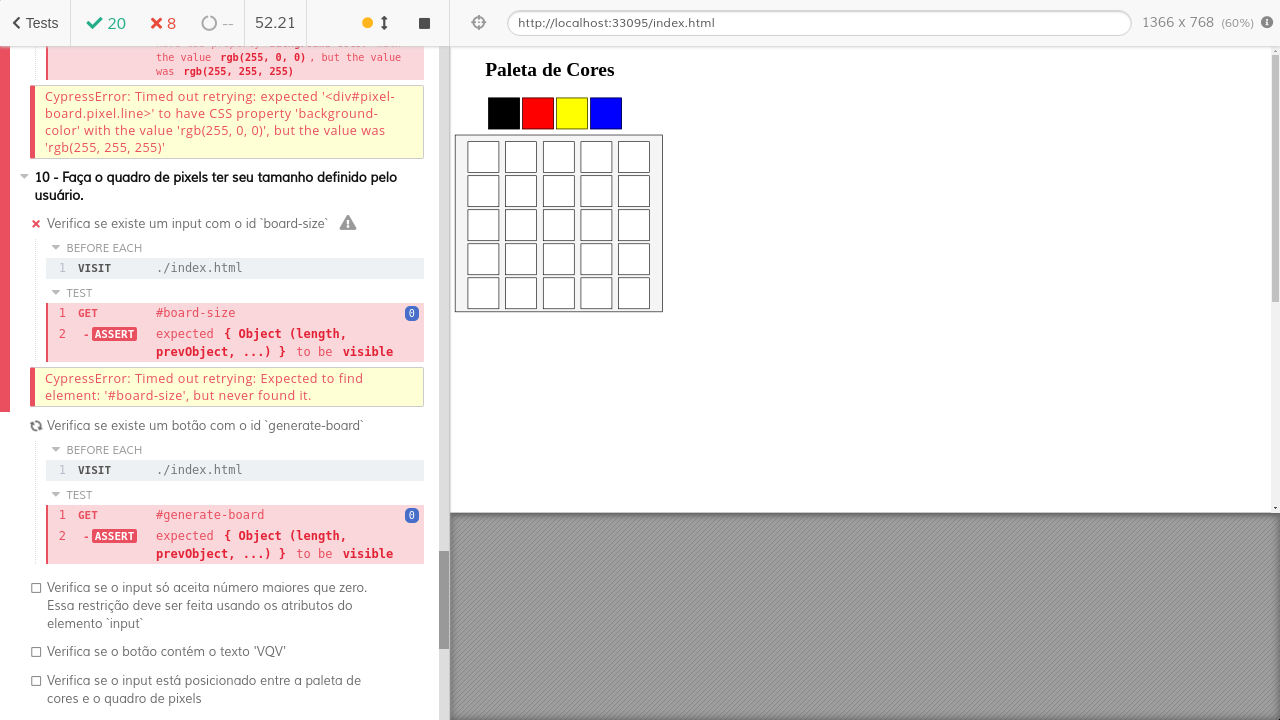 Tests
20
8
--
52.21
http://localhost:33095/index.html
1366 x 768 (60%)
the value rgb(255, 0, 0) , but the value
was rgb(255, 255, 255)
CypressError: Timed out retrying: expected '<div#pixel-
board.pixel.line>' to have CSS property 'background-
color' with the value 'rgb(255, 0, 0)', but the value was
'rgb(255, 255, 255)'
10 - Faça o quadro de pixels ter seu tamanho definido pelo
usuário.
Verifica se existe um input com o id `board-size`
BEFORE EACH
1 VISIT ./index.html
TEST
1 GET #board-size 0
2 - ASSERT expected { Object (length,
prevObject, ...) } to be visible
CypressError: Timed out retrying: Expected to find
element: '#board-size', but never found it.
Verifica se existe um botão com o id `generate-board`
BEFORE EACH
1 VISIT ./index.html
TEST
1 GET #generate-board 0
2 - ASSERT expected { Object (length,
prevObject, ...) } to be visible
Verifica se o input só aceita número maiores que zero.
Essa restrição deve ser feita usando os atributos do
elemento `input`
Verifica se o botão contém o texto 'VQV'
Verifica se o input está posicionado entre a paleta de
cores e o quadro de pixels
Paleta de Cores